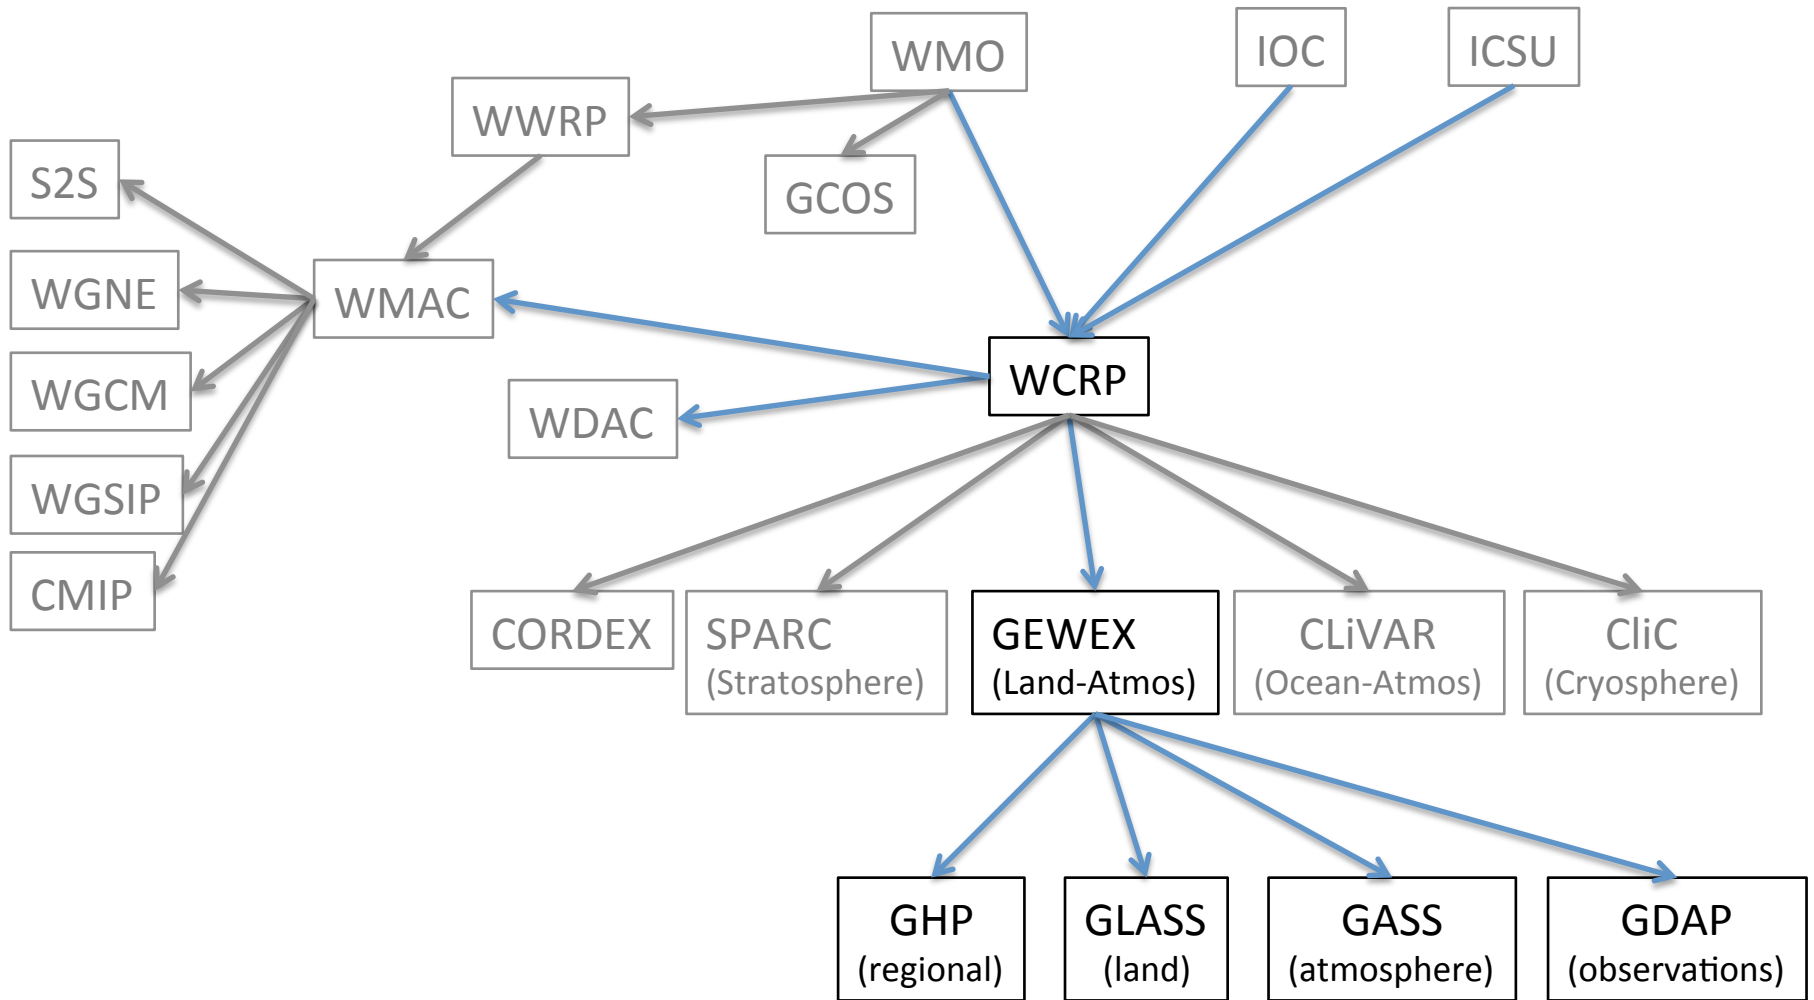 WMO
IOC
ICSU
WWRP
S2S
GCOS
WGNE
WMAC
WGCM
WCRP
WDAC
WGSIP
CMIP
CORDEX
SPARC
(Stratosphere)
GEWEX
(Land-Atmos)
CLiVAR
(Ocean-Atmos)
CliC
(Cryosphere)
GHP
(regional)
GLASS
(land)
GASS
(atmosphere)
GDAP
(observations)